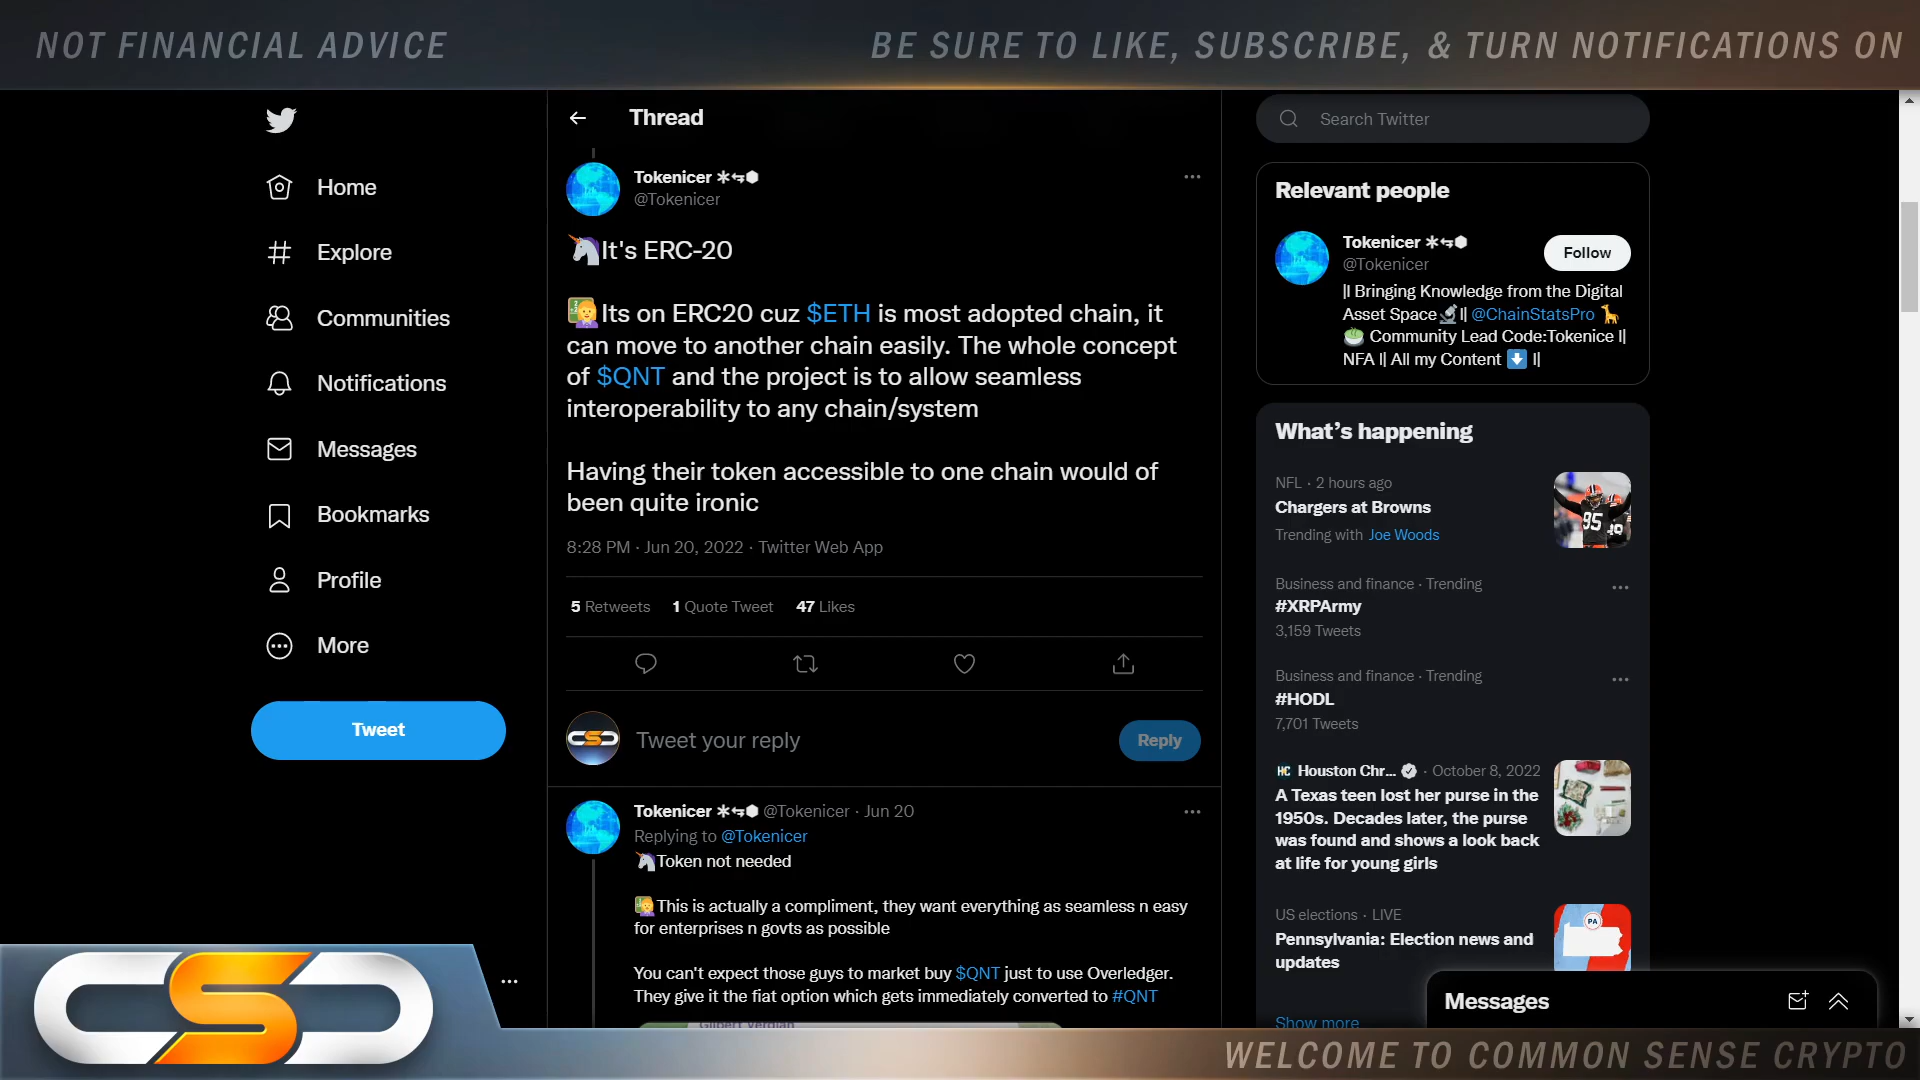 NOT FINANCIAL ADVICE
BE SURE TO LIKE, SUBSCRIBE, & TURN NOTIFICATIONS ON
Home
Explore
Communities
Notifications
Messages
Bookmarks
Profile
More
Tweet
Thread
Tokenicer
@Tokenicer
It's ERC-20
Its on ERC20 cuz $ETH is most adopted chain, it
can move to another chain easily. The whole concept
of $QNT and the project is to allow seamless
interoperability to any chain/system
Having their token accessible to one chain would of
been quite ironic
8:28 PM · Jun 20, 2022 · Twitter Web App
5 Retweets 1 Quote Tweet 47 Likes
CSC
Tweet your reply
Reply
Tokenicer @Tokenicer · Jun 20
Replying to @Tokenicer
Token not needed
This is actually a compliment, they want everything as seamless n easy
for enterprises n govts as possible
You can't expect those guys to market buy $QNT just to use Overledger.
They give it the fiat option which gets immediately converted to #QNT
Gilbert Verdian
Search Twitter
Relevant people
Tokenicer
@Tokenicer
Follow
|I Bringing Knowledge from the Digital
Asset Space I| @ChainStatsPro
Community Lead Code:Tokenice I|
NFA I| All my Content I|
What's happening
NFL · 2 hours ago
Chargers at Browns
Trending with Joe Woods
95
Business and finance · Trending
#XRPArmy
3,159 Tweets
Business and finance · Trending
#HODL
7,701 Tweets
HC Houston Chr... · October 8, 2022
A Texas teen lost her purse in the
1950s. Decades later, the purse
was found and shows a look back
at life for young girls
US elections · LIVE
Pennsylvania: Election news and
updates
PA
Show more
Messages
CSC
WELCOME TO COMMON SENSE CRYPTO